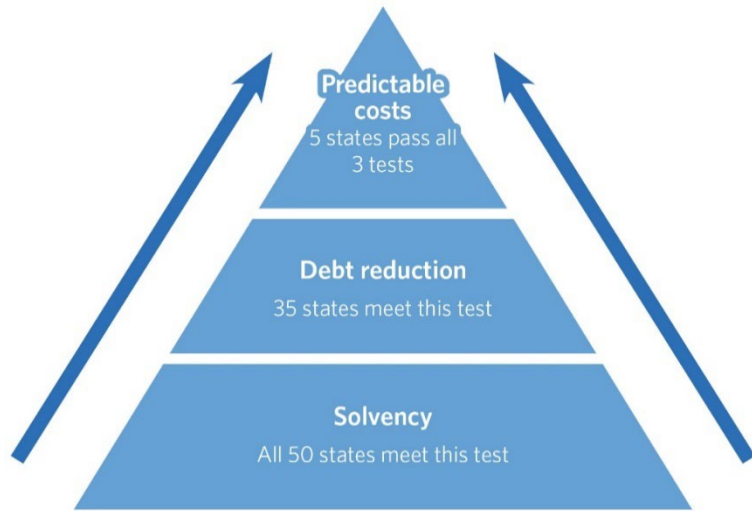 Predictable
costs
5 states pass all
3 tests
Debt reduction
35 states meet this test
Solvency
All 50 states meet this test